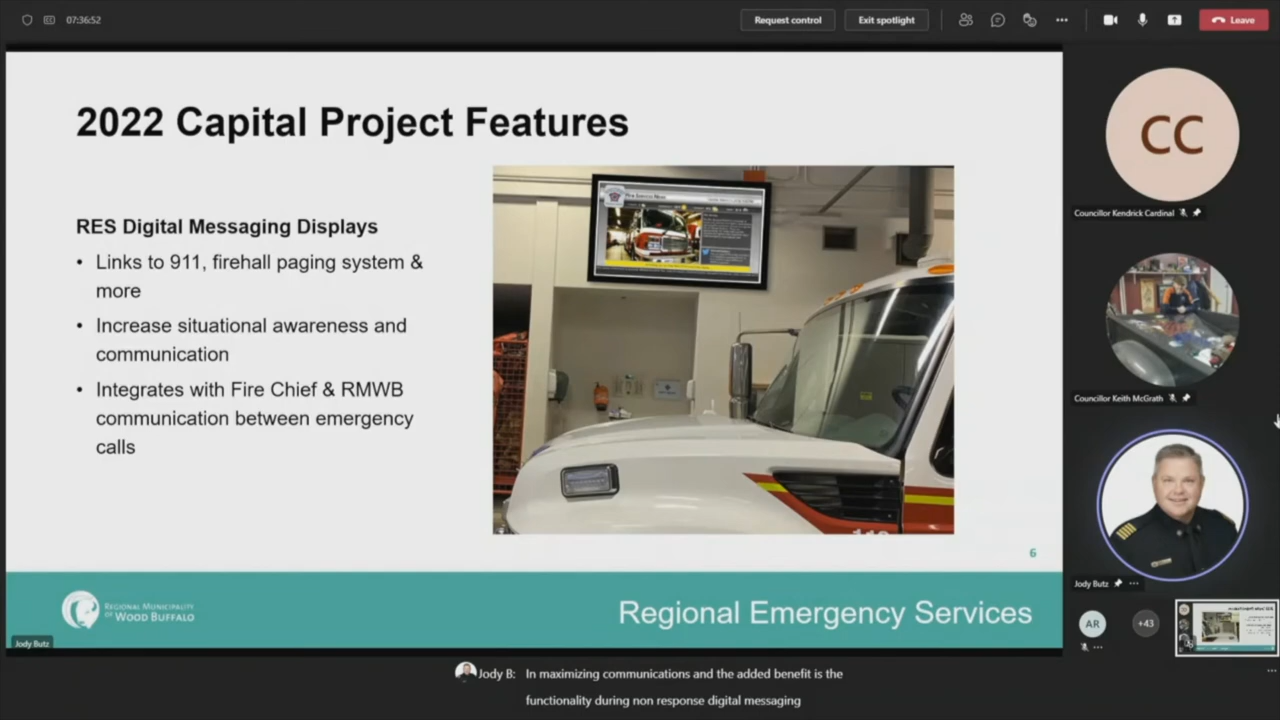 07:36:52
Request control
Exit spotlight
Leave
2022 Capital Project Features
RES Digital Messaging Displays
• Links to 911, firehall paging system &
more
• Increase situational awareness and
communication
• Integrates with Fire Chief & RMWB
communication between emergency
calls
6
REGIONAL MUNICIPALITY
OF WOOD BUFFALO
Regional Emergency Services
Jody Butz
CC
Councillor Kendrick Cardinal
Councillor Keith McGrath
Jody Butz
AR
+43
Jody B: In maximizing communications and the added benefit is the
functionality during non response digital messaging